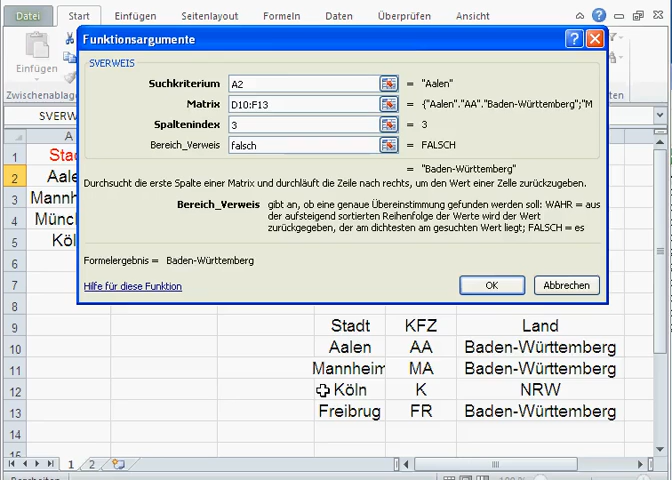 Datei Start Einfügen Seitenlayout Formeln Daten Überprüfen Ansicht
Funktionsargumente
SVERWEIS
Suchkriterium A2 = "Aalen"
Matrix D10:F13 = {"Aalen"."AA"."Baden-Württemberg";"M
Spaltenindex 3 = 3
Bereich_Verweis falsch = FALSCH
= "Baden-Württemberg"
Durchsucht die erste Spalte einer Matrix und durchläuft die Zeile nach rechts, um den Wert einer Zelle zurückzugeben.
Bereich_Verweis gibt an, ob eine genaue Übereinstimmung gefunden werden soll: WAHR = aus
der aufsteigend sortierten Reihenfolge der Werte wird der Wert
zurückgegeben, der am dichtesten am gesuchten Wert liegt; FALSCH = es
Formelergebnis = Baden-Württemberg
Hilfe für diese Funktion
OK Abbrechen
Einfügen
Zwischenablag
SVERW
A
1 Stad
2 Aale
3 Mannh
4 Münc
5 Köl
6
7
8
9 Stadt KFZ Land
10 Aalen AA Baden-Württemberg
11 Mannheim MA Baden-Württemberg
12 Köln K NRW
13 Freibrug FR Baden-Württemberg
14
15
1 2